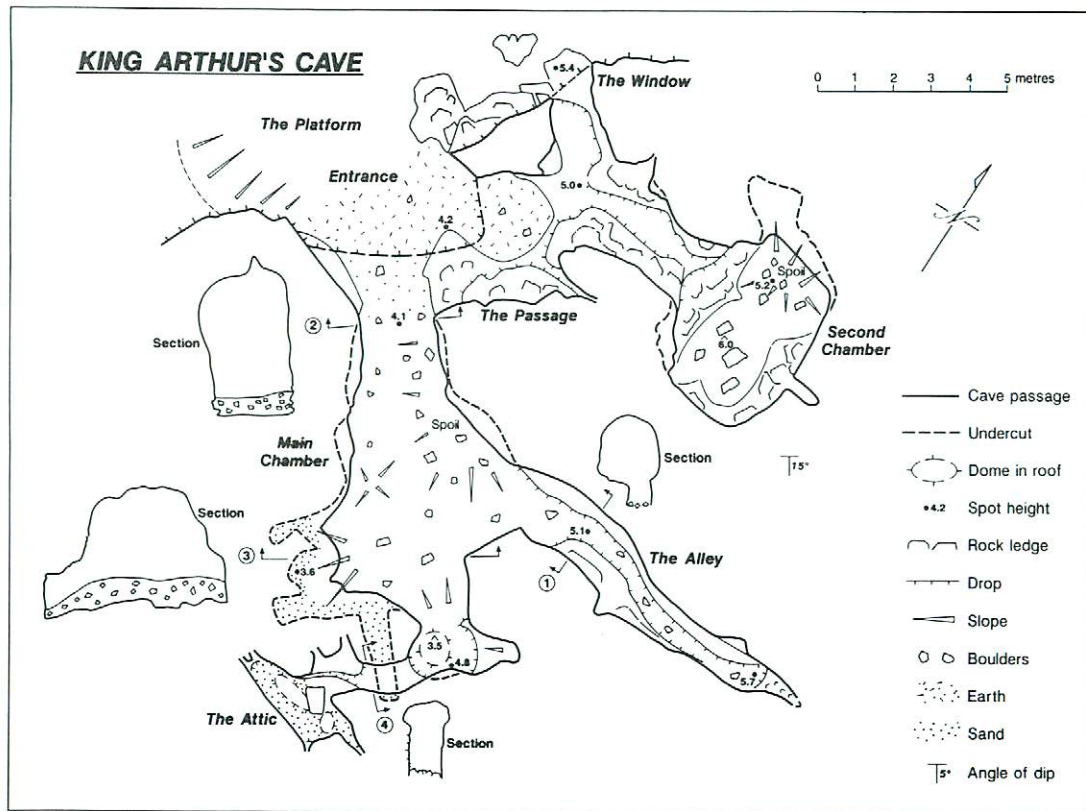 KING ARTHUR'S CAVE
5.4
The Window
0 1 2 3 4 5 metres
The Platform
Entrance
5.0
4.2
Spoil
5.2
The Passage
4.1
2
Section
Second
Chamber
6.0
Cave passage
Spoil
Undercut
Main
Chamber
Section
15°
Dome in roof
Section
4.2 Spot height
5.1
Rock ledge
3
The Alley
3.6
1
Drop
Slope
3.5
4.8
Boulders
5.7
Earth
The Attic
4
Section
Sand
5° Angle of dip